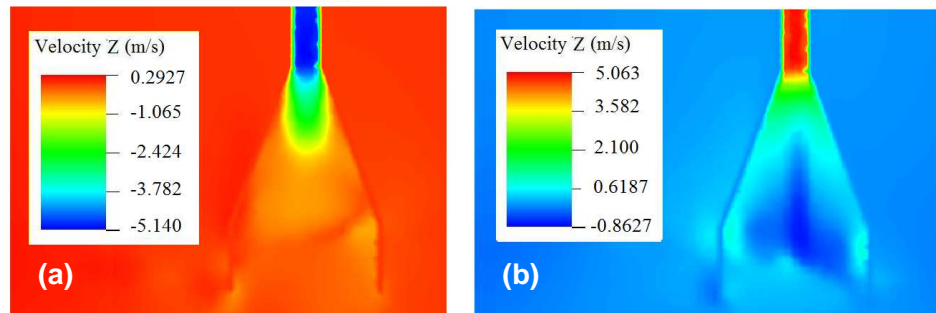 Velocity Z (m/s)
0.2927
-1.065
-2.424
-3.782
-5.140
(a)
Velocity Z (m/s)
5.063
3.582
2.100
0.6187
-0.8627
(b)